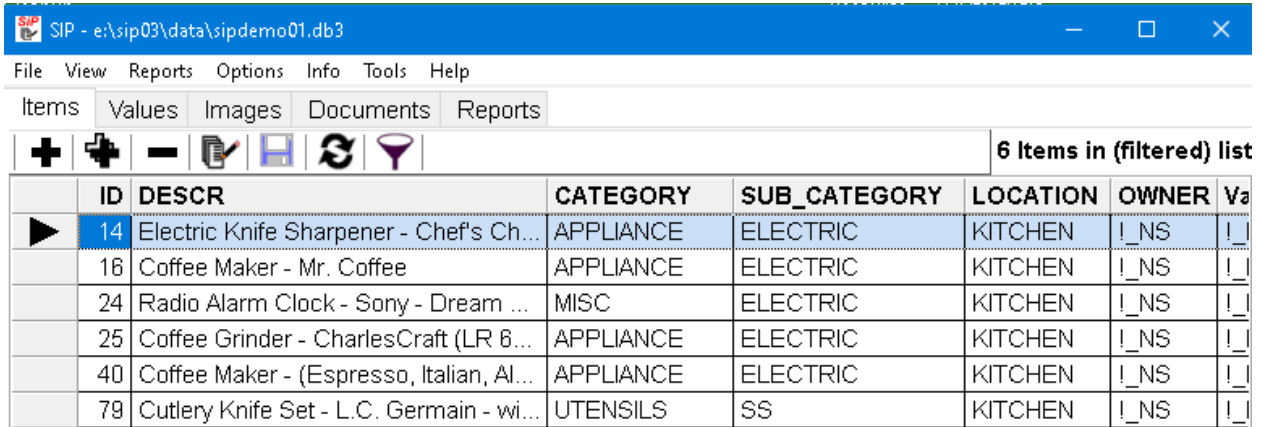 SIP - e:\sip03\data\sipdemo01.db3
File View Reports Options Info Tools Help
Items Values Images Documents Reports
6 Items in (filtered) list
ID DESCR CATEGORY SUB_CATEGORY LOCATION OWNER Va
14 Electric Knife Sharpener - Chef's Ch... APPLIANCE ELECTRIC KITCHEN !_NS !_
16 Coffee Maker - Mr. Coffee APPLIANCE ELECTRIC KITCHEN !_NS !_
24 Radio Alarm Clock - Sony - Dream ... MISC ELECTRIC KITCHEN !_NS !_
25 Coffee Grinder - CharlesCraft (LR 6... APPLIANCE ELECTRIC KITCHEN !_NS !_
40 Coffee Maker - (Espresso, Italian, Al... APPLIANCE ELECTRIC KITCHEN !_NS !_
79 Cutlery Knife Set - L.C. Germain - wi... UTENSILS SS KITCHEN !_NS !_